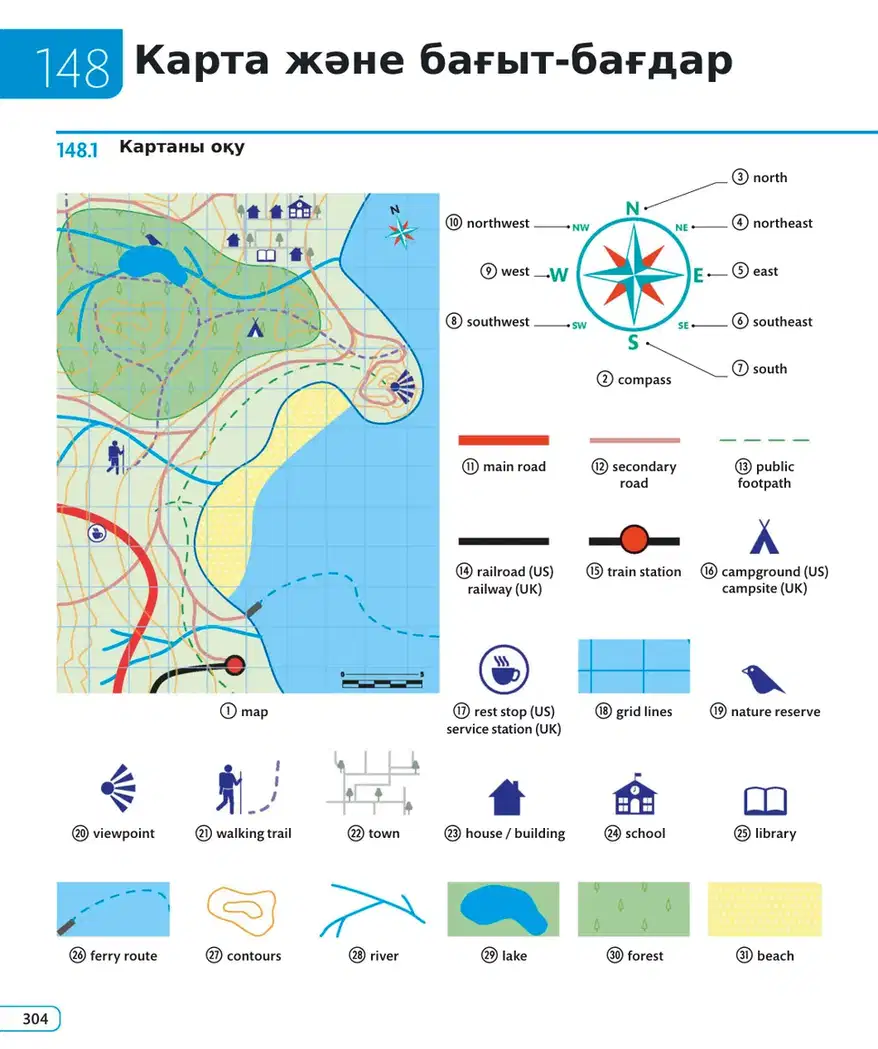 148
Карта және бағыт-бағдар
148.1 Картаны оқу
N
0 5
① map
③ north
⑩ northwest
NW
N
NE
④ northeast
⑨ west
W
E
⑤ east
⑧ southwest
SW
S
SE
⑥ southeast
⑦ south
② compass
⑪ main road
⑫ secondary
road
⑬ public
footpath
⑭ railroad (US)
railway (UK)
⑮ train station
⑯ campground (US)
campsite (UK)
⑰ rest stop (US)
service station (UK)
⑱ grid lines
⑲ nature reserve
⑳ viewpoint
㉑ walking trail
㉒ town
㉓ house / building
㉔ school
㉕ library
㉖ ferry route
㉗ contours
㉘ river
㉙ lake
㉚ forest
㉛ beach
304